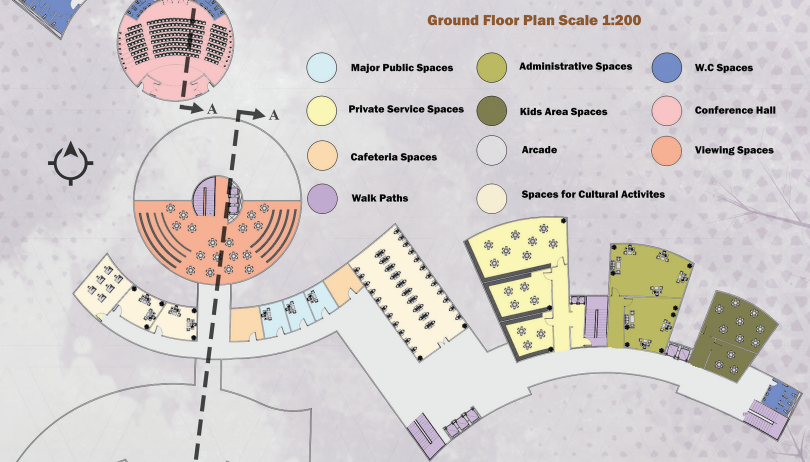 Ground Floor Plan Scale 1:200
Major Public Spaces
Administrative Spaces
W.C Spaces
Private Service Spaces
Kids Area Spaces
Conference Hall
Cafeteria Spaces
Arcade
Viewing Spaces
Walk Paths
Spaces for Cultural Activites
A
A